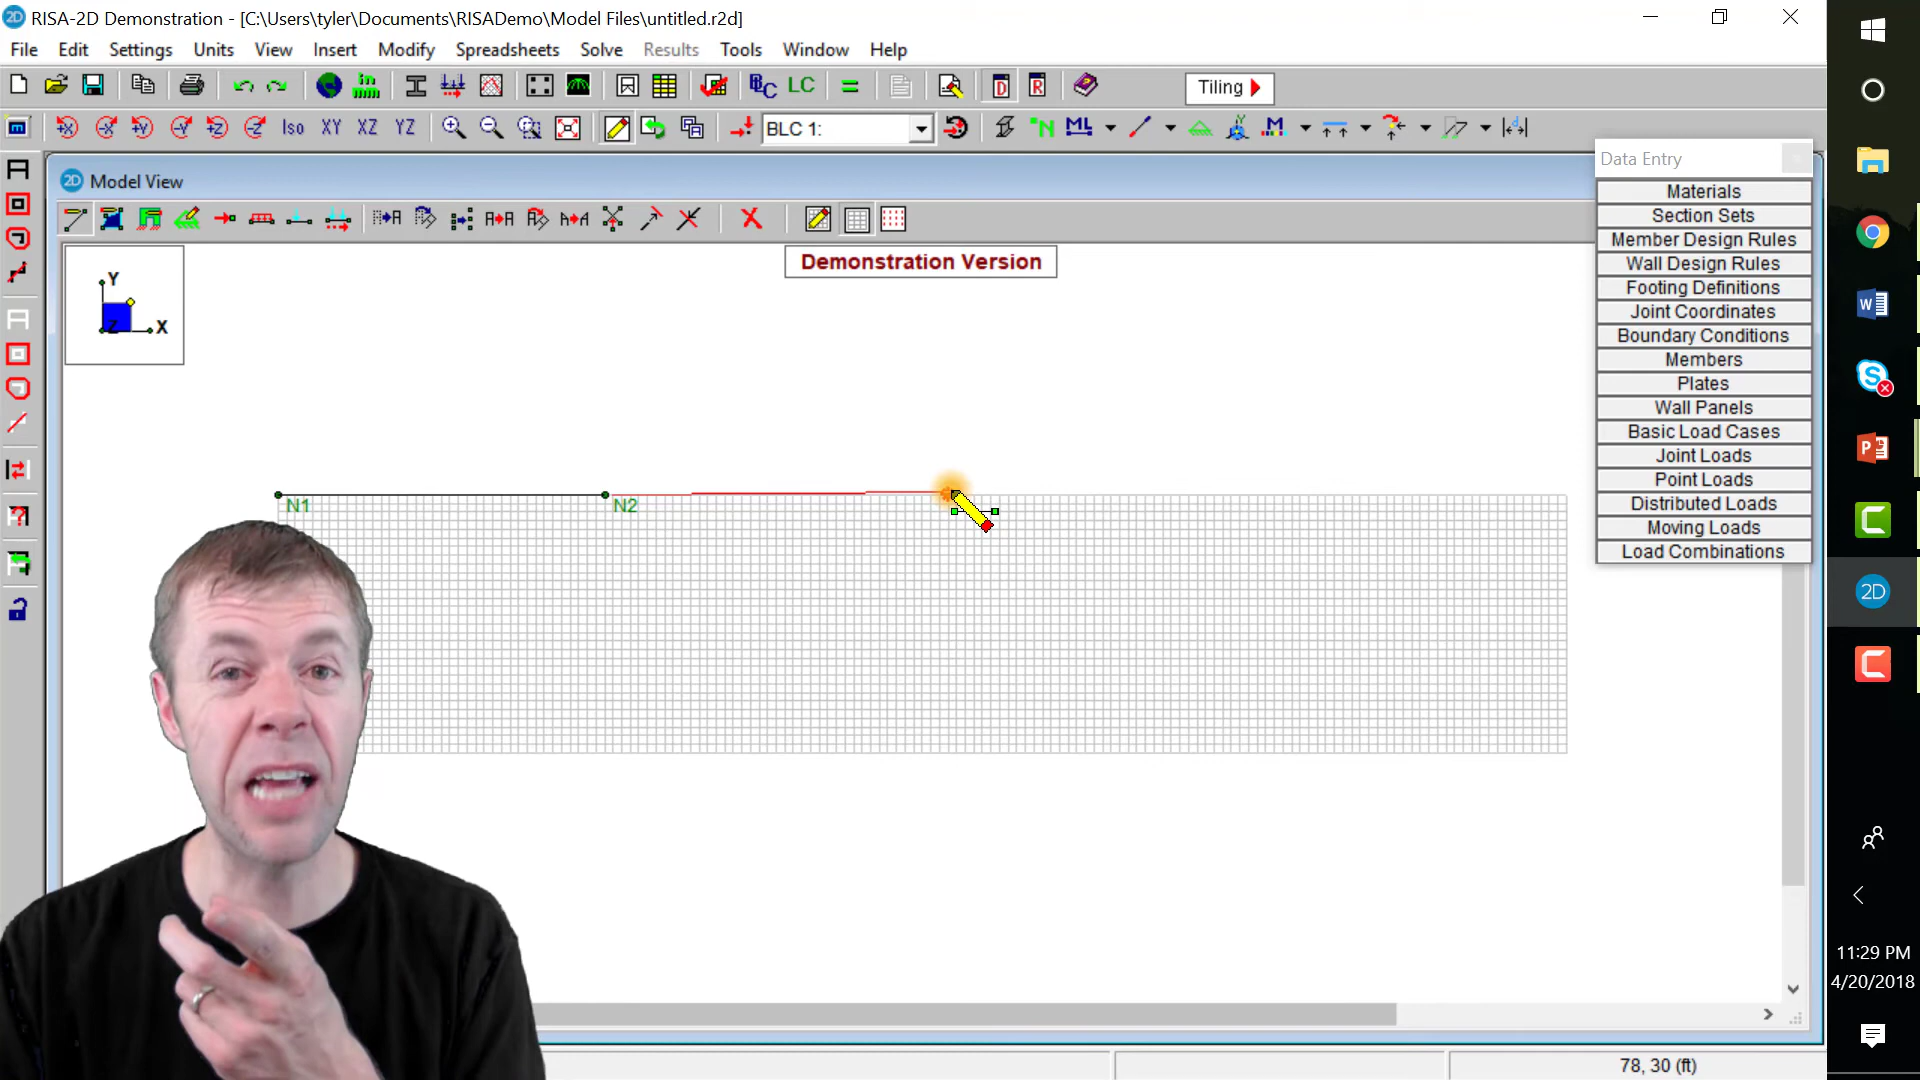 RISA-2D Demonstration - [C:\Users\tyler\Documents\RISADemo\Model Files\untitled.r2d]
File Edit Settings Units View Insert Modify Spreadsheets Solve Results Tools Window Help
LC
Tiling
Iso XY XZ YZ
BLC 1:
N
ML
M
2D Model View
Demonstration Version
Y
Z
X
N1
N2
Data Entry
Materials
Section Sets
Member Design Rules
Wall Design Rules
Footing Definitions
Joint Coordinates
Boundary Conditions
Members
Plates
Wall Panels
Basic Load Cases
Joint Loads
Point Loads
Distributed Loads
Moving Loads
Load Combinations
2D
11:29 PM
4/20/2018
78, 30 (ft)